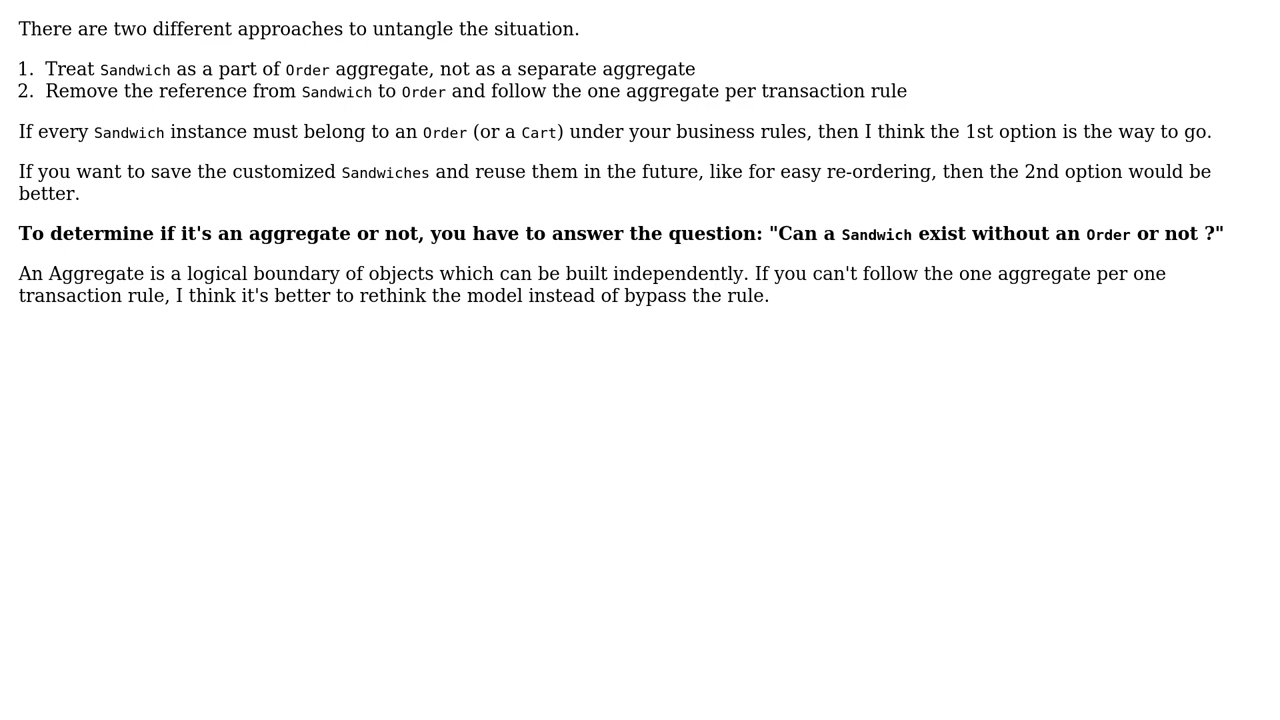 There are two different approaches to untangle the situation.
1. Treat Sandwich as a part of Order aggregate, not as a separate aggregate
2. Remove the reference from Sandwich to Order and follow the one aggregate per transaction rule
If every Sandwich instance must belong to an Order (or a Cart) under your business rules, then I think the 1st option is the way to go.
If you want to save the customized Sandwiches and reuse them in the future, like for easy re-ordering, then the 2nd option would be
better.
To determine if it's an aggregate or not, you have to answer the question: "Can a Sandwich exist without an Order or not ?"
An Aggregate is a logical boundary of objects which can be built independently. If you can't follow the one aggregate per one
transaction rule, I think it's better to rethink the model instead of bypass the rule.